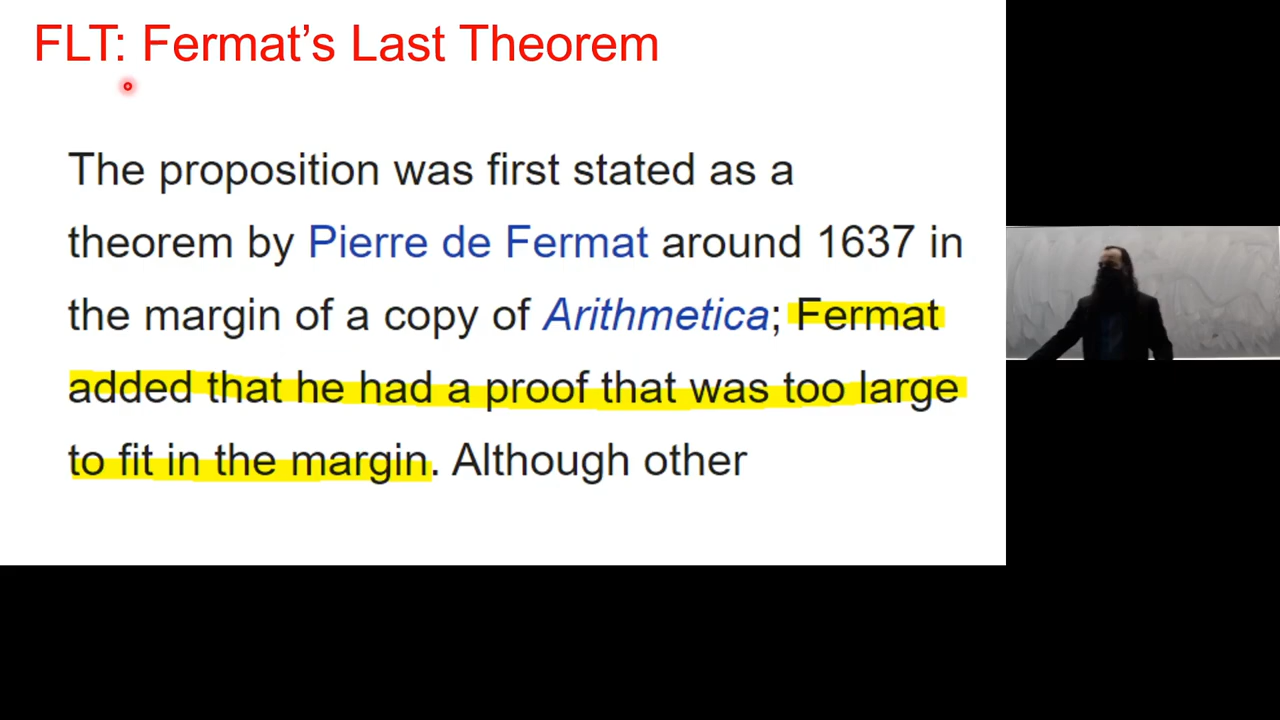 FLT: Fermat’s Last Theorem
The proposition was first stated as a
theorem by Pierre de Fermat around 1637 in
the margin of a copy of Arithmetica; Fermat
added that he had a proof that was too large
to fit in the margin. Although other